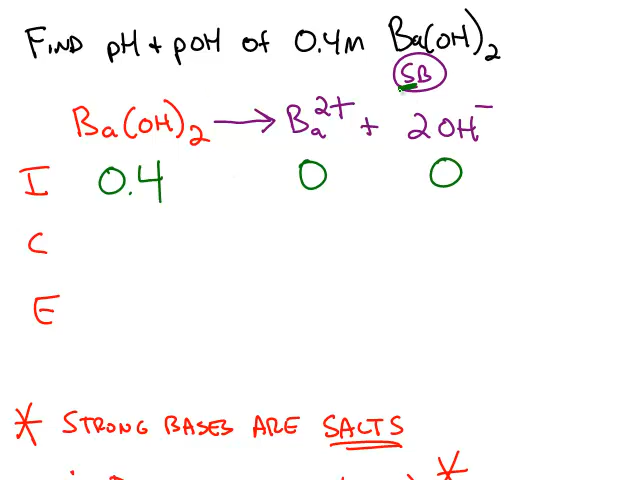 FIND pH + pOH of 0.4M Ba(OH)2
SB
Ba(OH)2 → Ba2+ + 2OH−
I 0.4 0 0
C
E
* STRONG BASES ARE SALTS
*